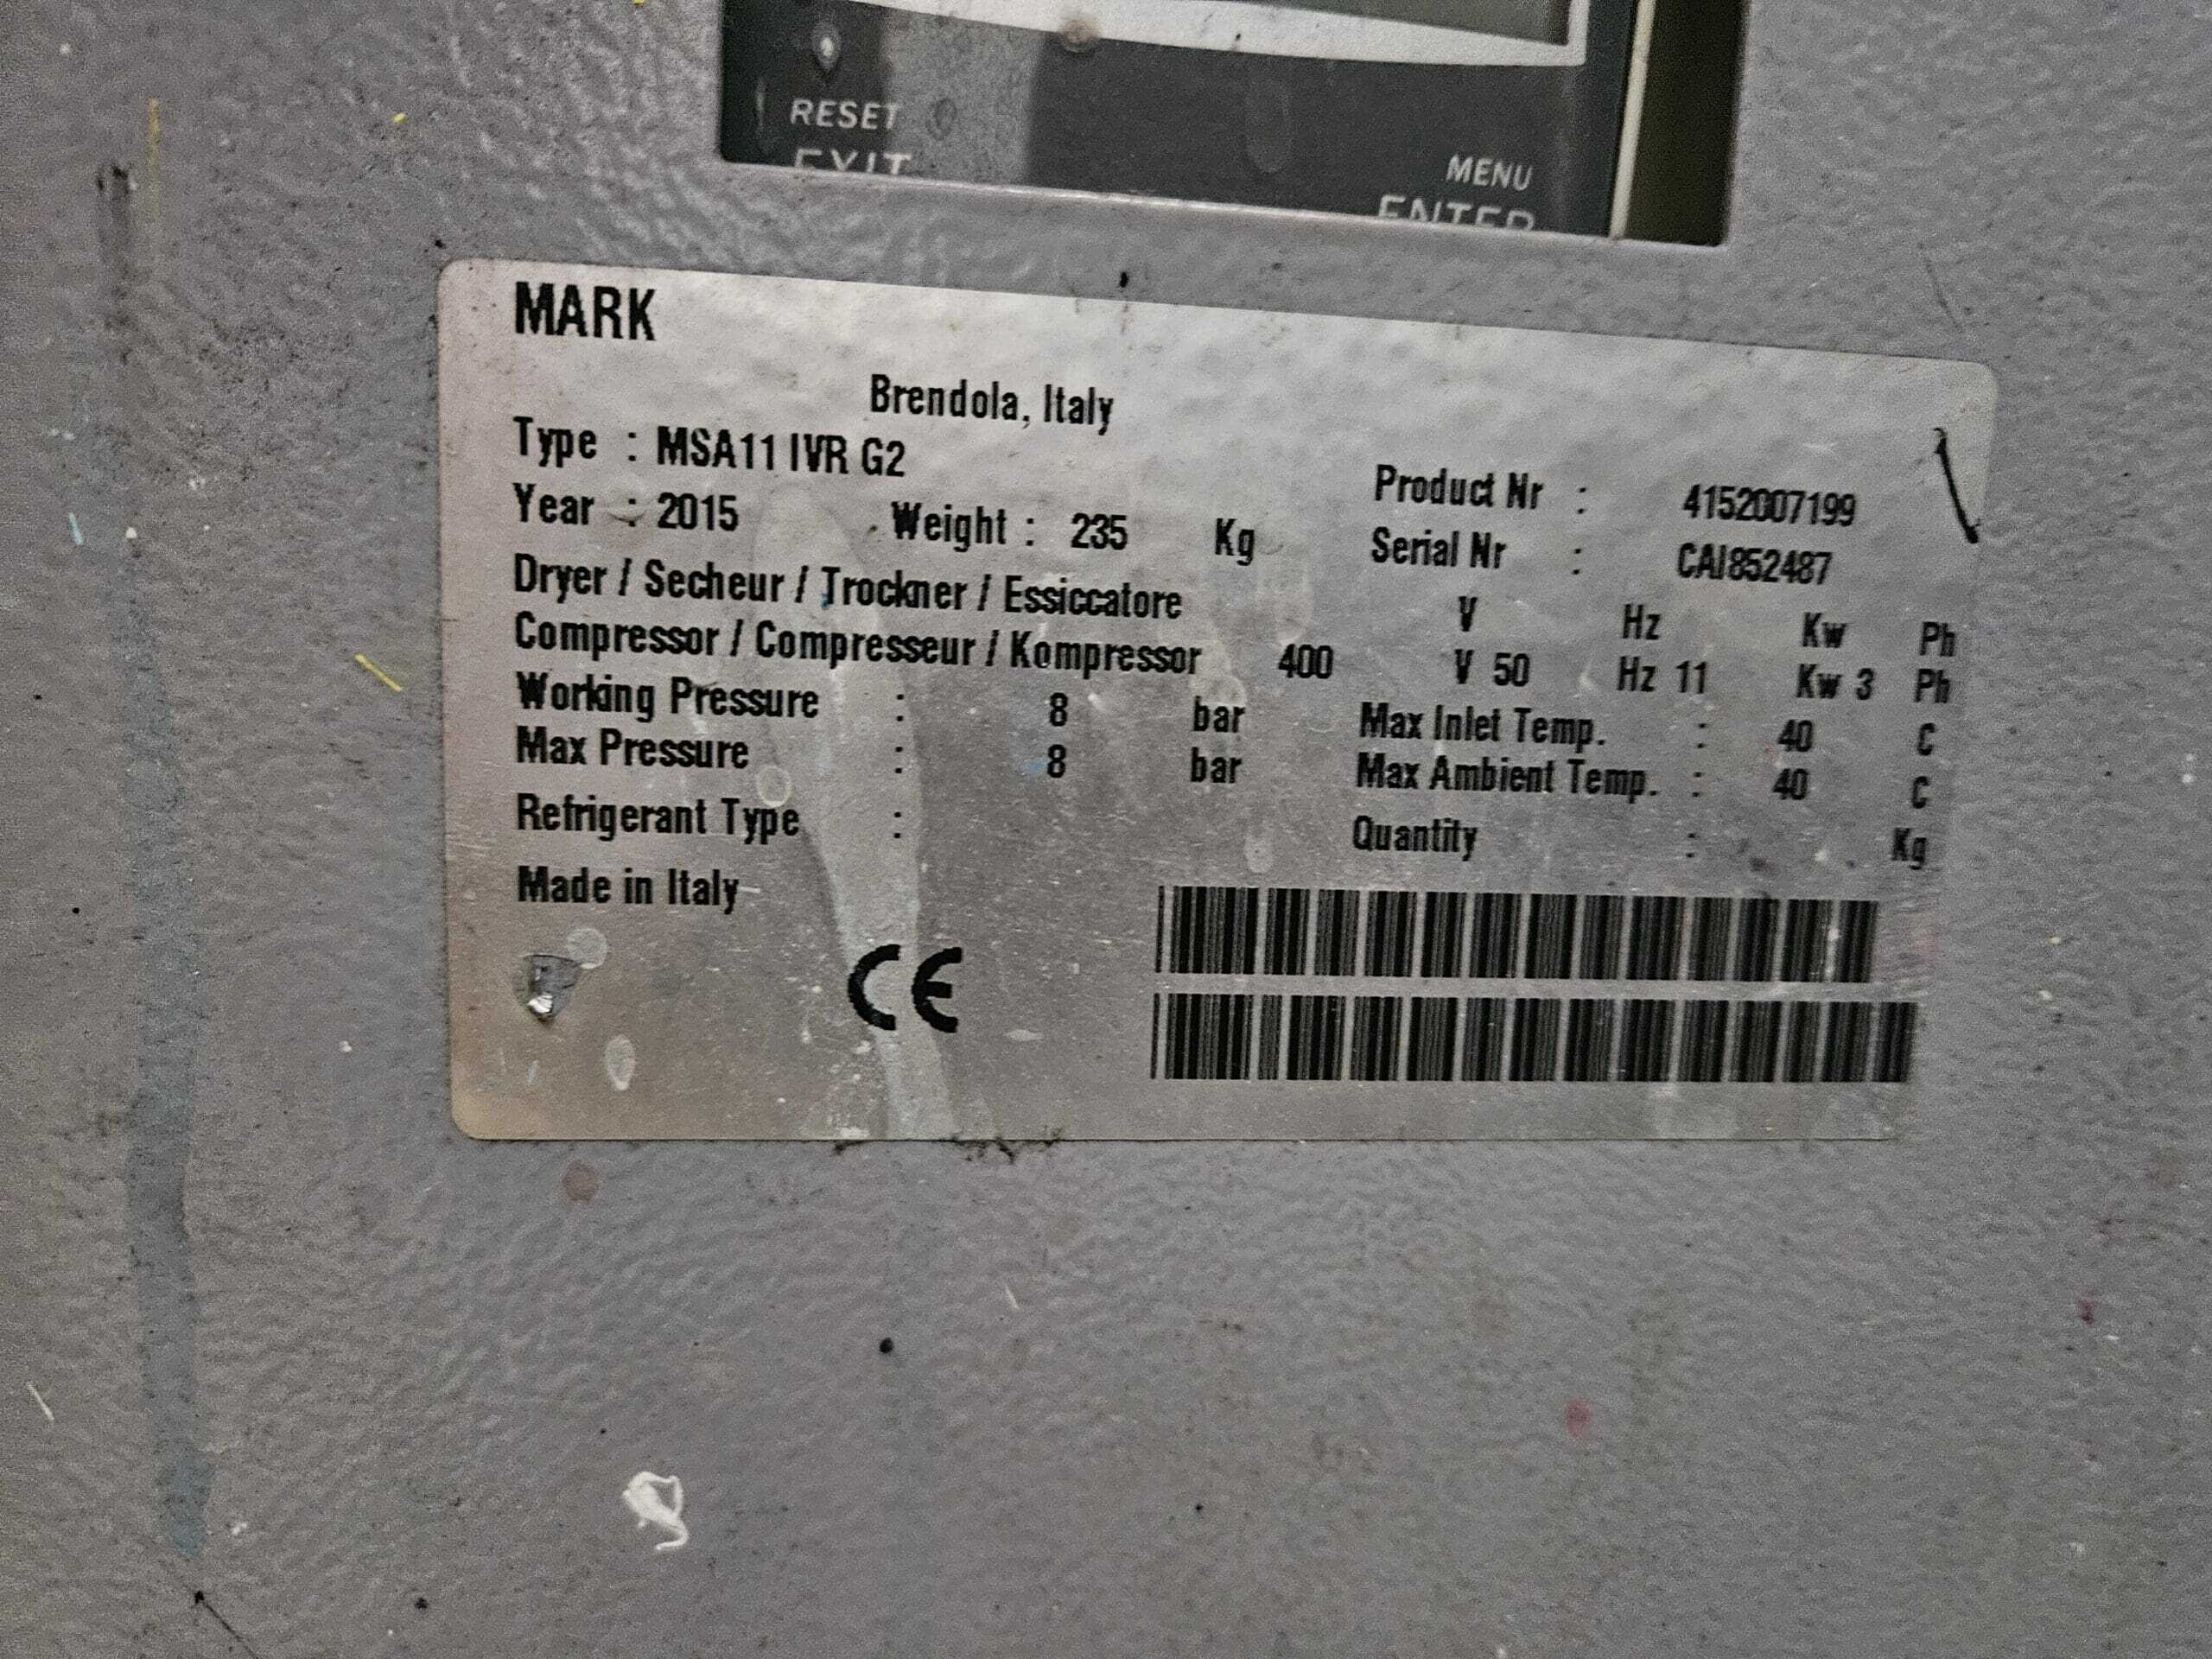 RESET
EXIT
MENU
ENTER
MARK
Brendola, Italy
Type : MSA11 IVR G2
Product Nr : 4152007199
Year : 2015 Weight : 235 Kg
Serial Nr : CAI852487
Dryer / Secheur / Trockner / Essiccatore V Hz Kw Ph
Compressor / Compresseur / Kompressor 400 V 50 Hz 11 Kw 3 Ph
Working Pressure : 8 bar Max Inlet Temp. : 40 C
Max Pressure : 8 bar Max Ambient Temp. : 40 C
Refrigerant Type : Quantity : Kg
Made in Italy
CE